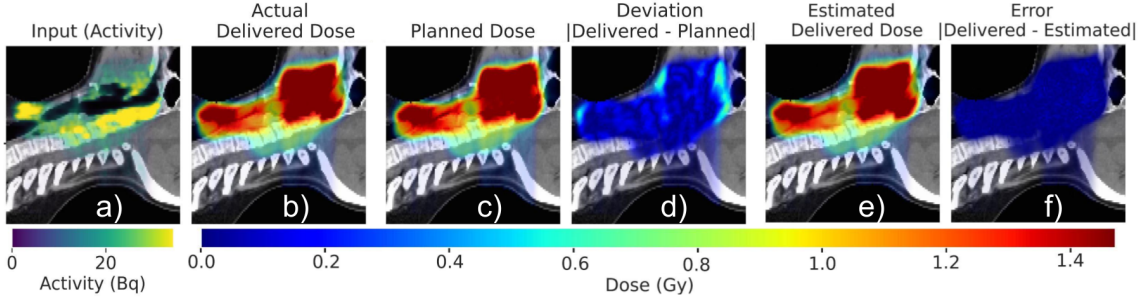 Input (Activity)
Actual
Delivered Dose
Planned Dose
Deviation
|Delivered - Planned|
Estimated
Delivered Dose
Error
|Delivered - Estimated|
a)
b)
c)
d)
e)
f)
0
20
Activity (Bq)
0.0
0.2
0.4
0.6
0.8
1.0
1.2
1.4
Dose (Gy)